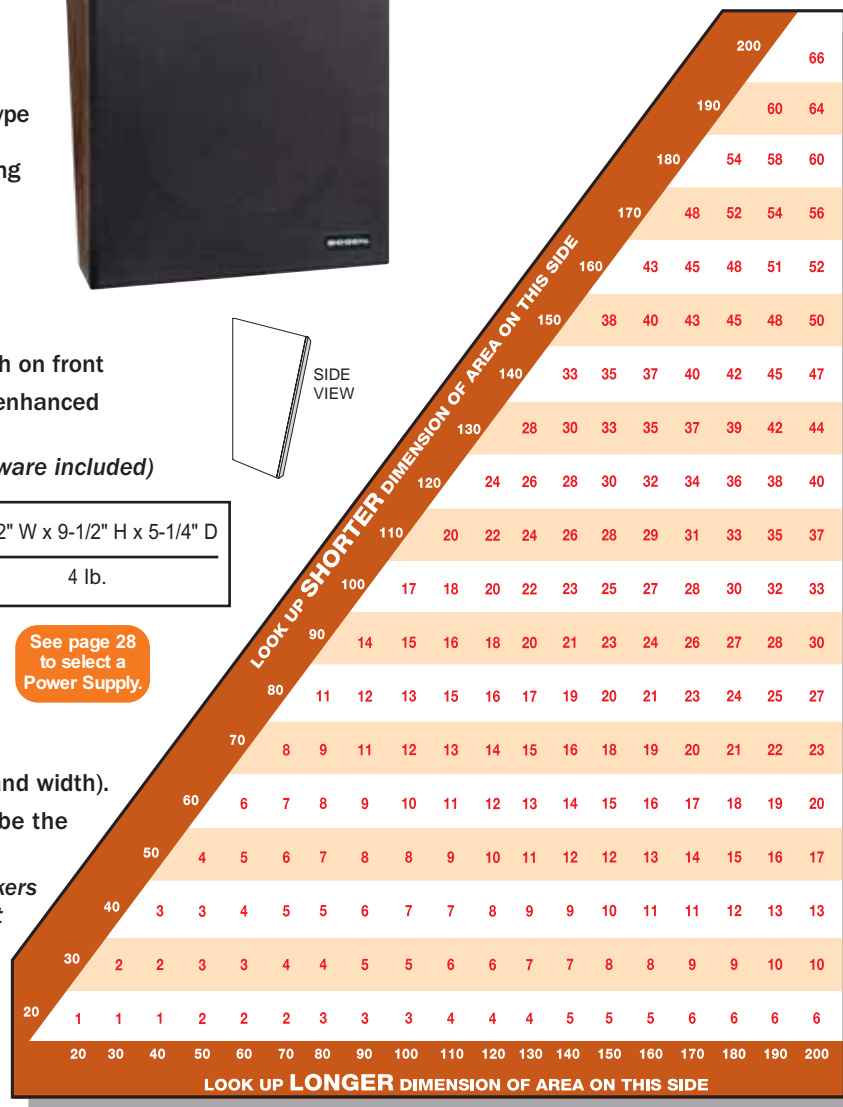 ype
ng
BOGEN
h on front
enhanced
ware included)
SIDE
VIEW
2" W x 9-1/2" H x 5-1/4" D
4 lb.
See page 28
to select a
Power Supply.
and width).
be the
kers
t
LOOK UP SHORTER DIMENSION OF AREA ON THIS SIDE
200 66
190 60 64
180 54 58 60
170 48 52 54 56
160 43 45 48 51 52
150 38 40 43 45 48 50
140 33 35 37 40 42 45 47
130 28 30 33 35 37 39 42 44
120 24 26 28 30 32 34 36 38 40
110 20 22 24 26 28 29 31 33 35 37
100 17 18 20 22 23 25 27 28 30 32 33
90 14 15 16 18 20 21 23 24 26 27 28 30
80 11 12 13 15 16 17 19 20 21 23 24 25 27
70 8 9 11 12 13 14 15 16 18 19 20 21 22 23
60 6 7 8 9 10 11 12 13 14 15 16 17 18 19 20
50 4 5 6 7 8 8 9 10 11 12 12 13 14 15 16 17
40 3 3 4 5 5 6 7 7 8 9 9 10 11 11 12 13 13
30 2 2 3 3 4 4 5 5 6 6 7 7 8 8 9 9 10 10
20 1 1 1 2 2 2 3 3 3 4 4 4 5 5 5 6 6 6 6
20 30 40 50 60 70 80 90 100 110 120 130 140 150 160 170 180 190 200
LOOK UP LONGER DIMENSION OF AREA ON THIS SIDE